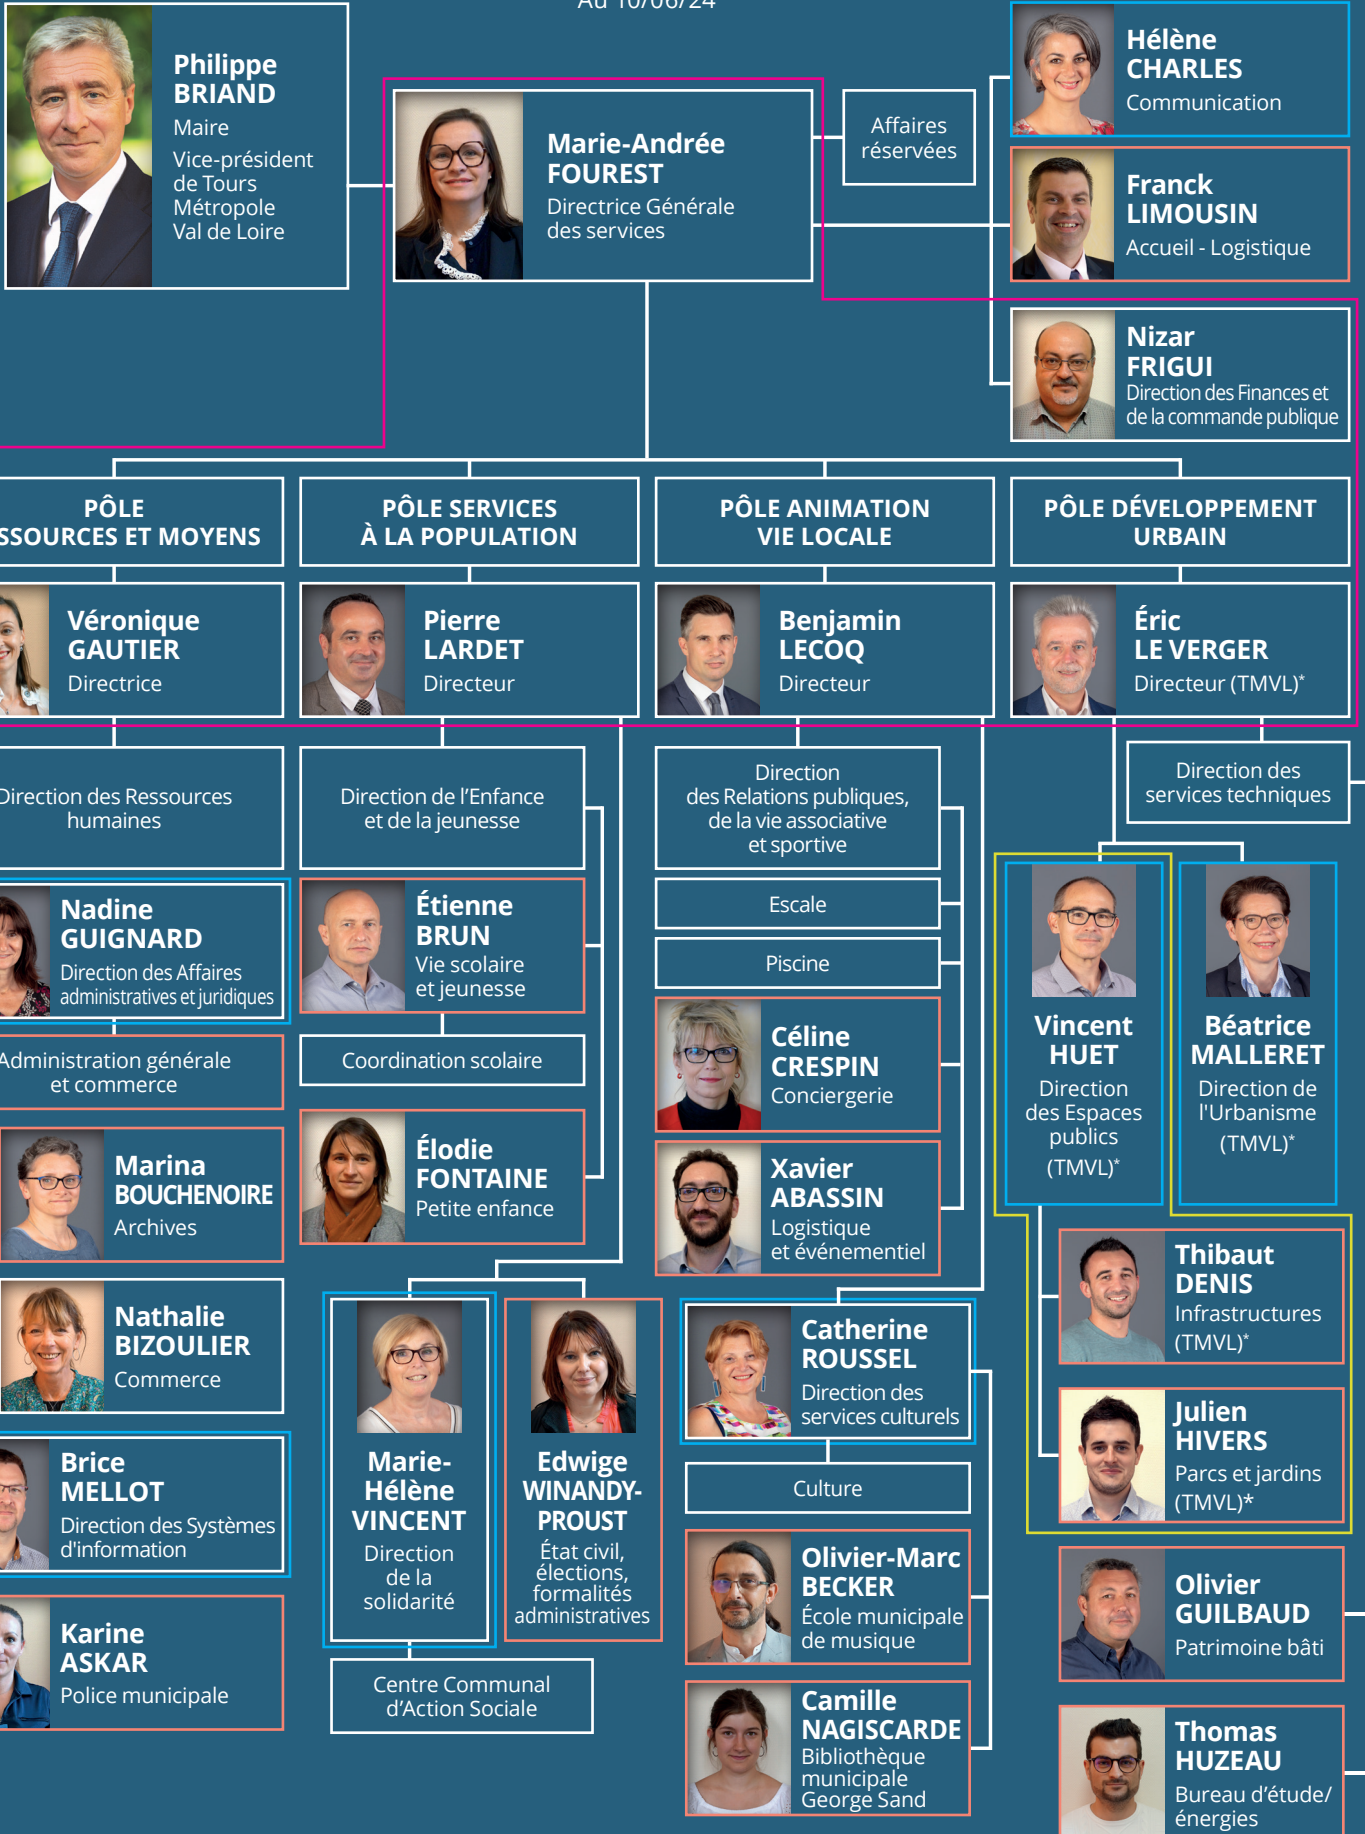 Au 10/06/24
Philippe
BRIAND
Maire
Vice-président
de Tours
Métropole
Val de Loire
Marie-Andrée
FOUREST
Directrice Générale
des services
Affaires
réservées
Hélène
CHARLES
Communication
Franck
LIMOUSIN
Accueil - Logistique
Nizar
FRIGUI
Direction des Finances et
de la commande publique
PÔLE
SSOURCES ET MOYENS
Véronique
GAUTIER
Directrice
Direction des Ressources
humaines
Nadine
GUIGNARD
Direction des Affaires
administratives et juridiques
Administration générale
et commerce
Marina
BOUCHENOIRE
Archives
Nathalie
BIZOULIER
Commerce
Brice
MELLOT
Direction des Systèmes
d'information
Karine
ASKAR
Police municipale
PÔLE SERVICES
À LA POPULATION
Pierre
LARDET
Directeur
Direction de l'Enfance
et de la jeunesse
Étienne
BRUN
Vie scolaire
et jeunesse
Coordination scolaire
Élodie
FONTAINE
Petite enfance
Marie-
Hélène
VINCENT
Direction
de la
solidarité
Edwige
WINANDY-
PROUST
État civil,
élections,
formalités
administratives
Centre Communal
d'Action Sociale
PÔLE ANIMATION
VIE LOCALE
Benjamin
LECOQ
Directeur
Direction
des Relations publiques,
de la vie associative
et sportive
Escale
Piscine
Céline
CRESPIN
Conciergerie
Xavier
ABASSIN
Logistique
et événementiel
Catherine
ROUSSEL
Direction des
services culturels
Culture
Olivier-Marc
BECKER
École municipale
de musique
Camille
NAGISCARDE
Bibliothèque
municipale
George Sand
PÔLE DÉVELOPPEMENT
URBAIN
Éric
LE VERGER
Directeur (TMVL)*
Direction des
services techniques
Vincent
HUET
Direction
des Espaces
publics
(TMVL)*
Béatrice
MALLERET
Direction de
l'Urbanisme
(TMVL)*
Thibaut
DENIS
Infrastructures
(TMVL)*
Julien
HIVERS
Parcs et jardins
(TMVL)*
Olivier
GUILBAUD
Patrimoine bâti
Thomas
HUZEAU
Bureau d'étude/
énergies